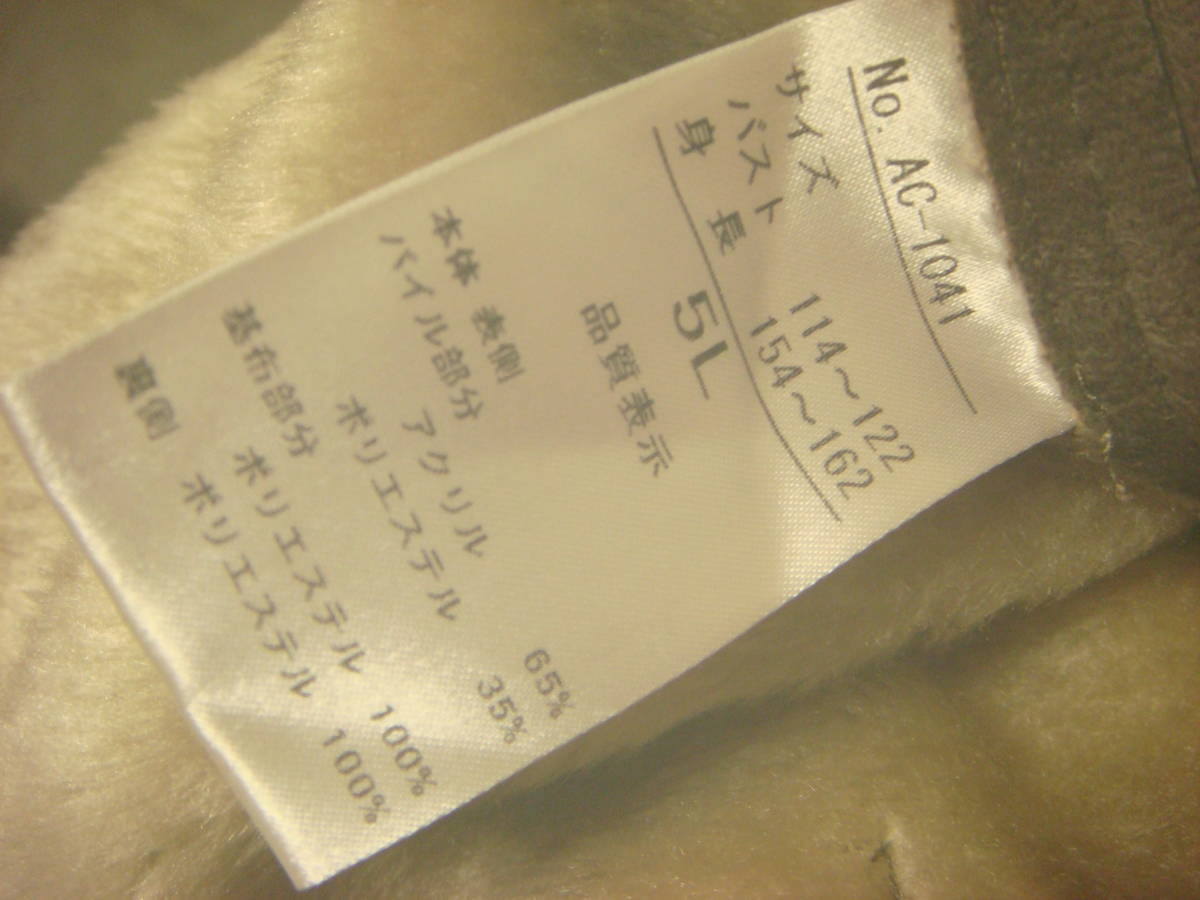 No. AC-1041
サイズ
バスト 114～122
身長 154～162
5L
品質表示
本体 表側
パイル部分
アクリル 65%
ポリエステル 35%
基布部分
ポリエステル 100%
裏側 ポリエステル 100%